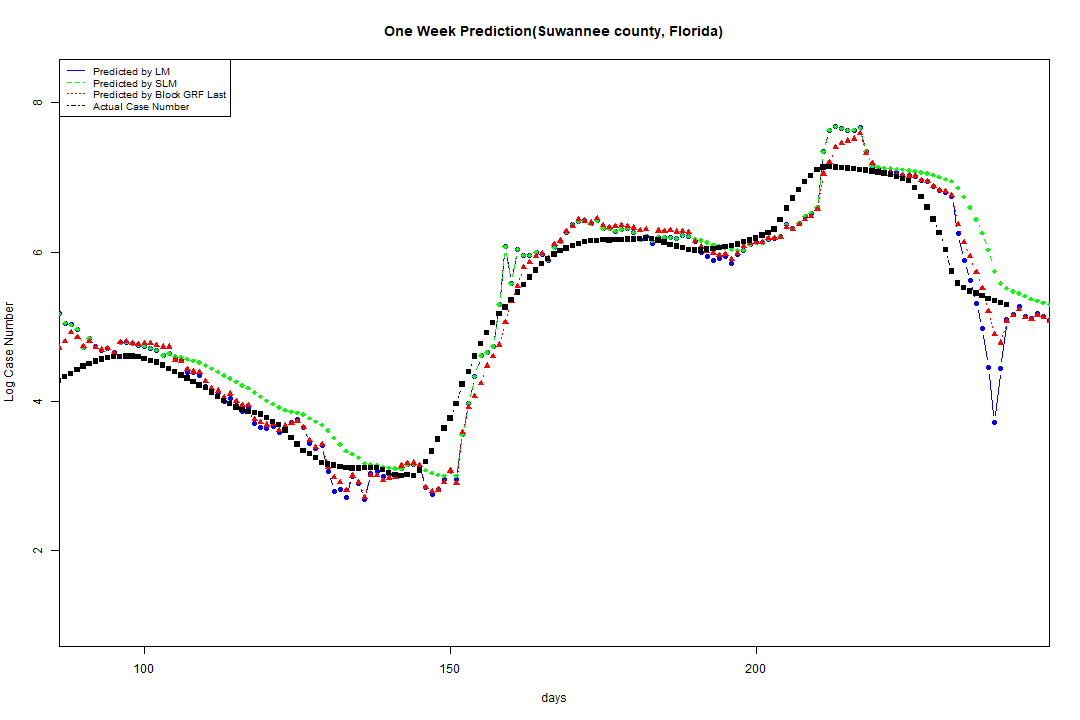 One Week Prediction(Suwannee county, Florida)
Predicted by LM
Predicted by SLM
Predicted by Block GRF Last
Actual Case Number
Log Case Number
8
6
4
2
100 150 200
days